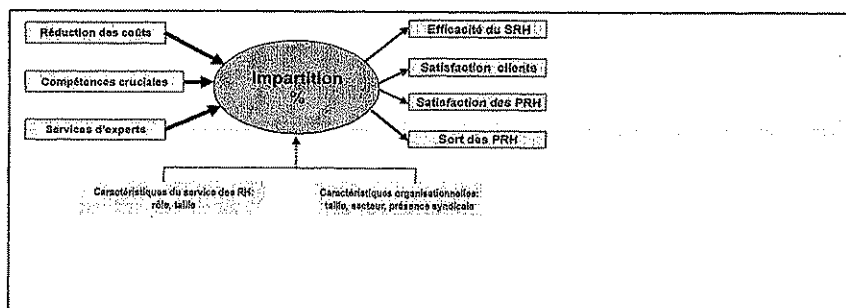 Réduction des coûts
Compétences cruciales
Services d'experts
Impartition
%
Efficacité du SRH
Satisfaction cliente
Satisfaction des PRH
Sort des PRH
Caractéristiques du service des RH:
rôle, taille
Caractéristiques organisationnelles:
taille, secteur, présence syndicale